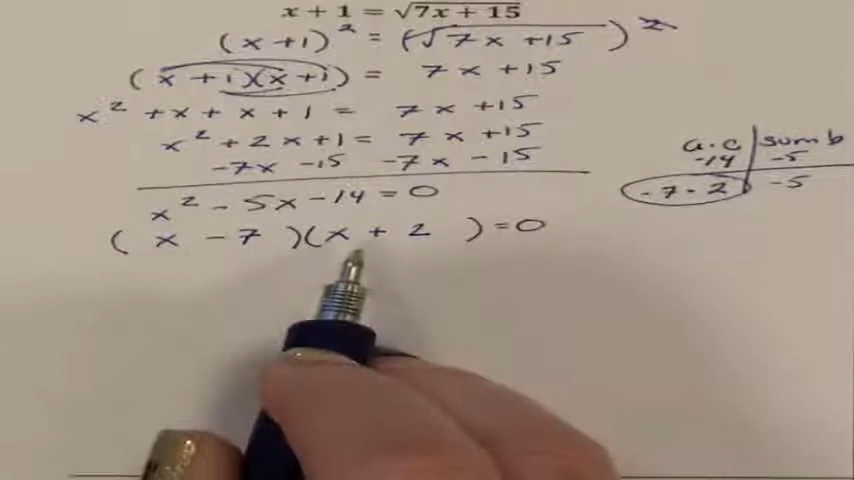 x + 1 = √7x + 15
(x + 1)² = (√7x + 15)²
(x + 1)(x + 1) = 7x + 15
x² + x + x + 1 = 7x + 15
x² + 2x + 1 = 7x + 15
-7x -15 -7x -15
x² - 5x - 14 = 0
(x - 7)(x + 2) = 0
a·c | sum b
-14 | -5
-7·2 | -5